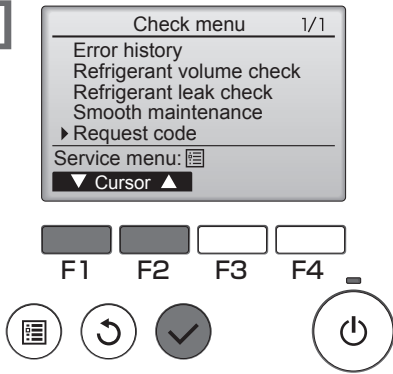 Check menu 1/1
Error history
Refrigerant volume check
Refrigerant leak check
Smooth maintenance
Request code
Service menu:
Cursor
F1 F2 F3 F4